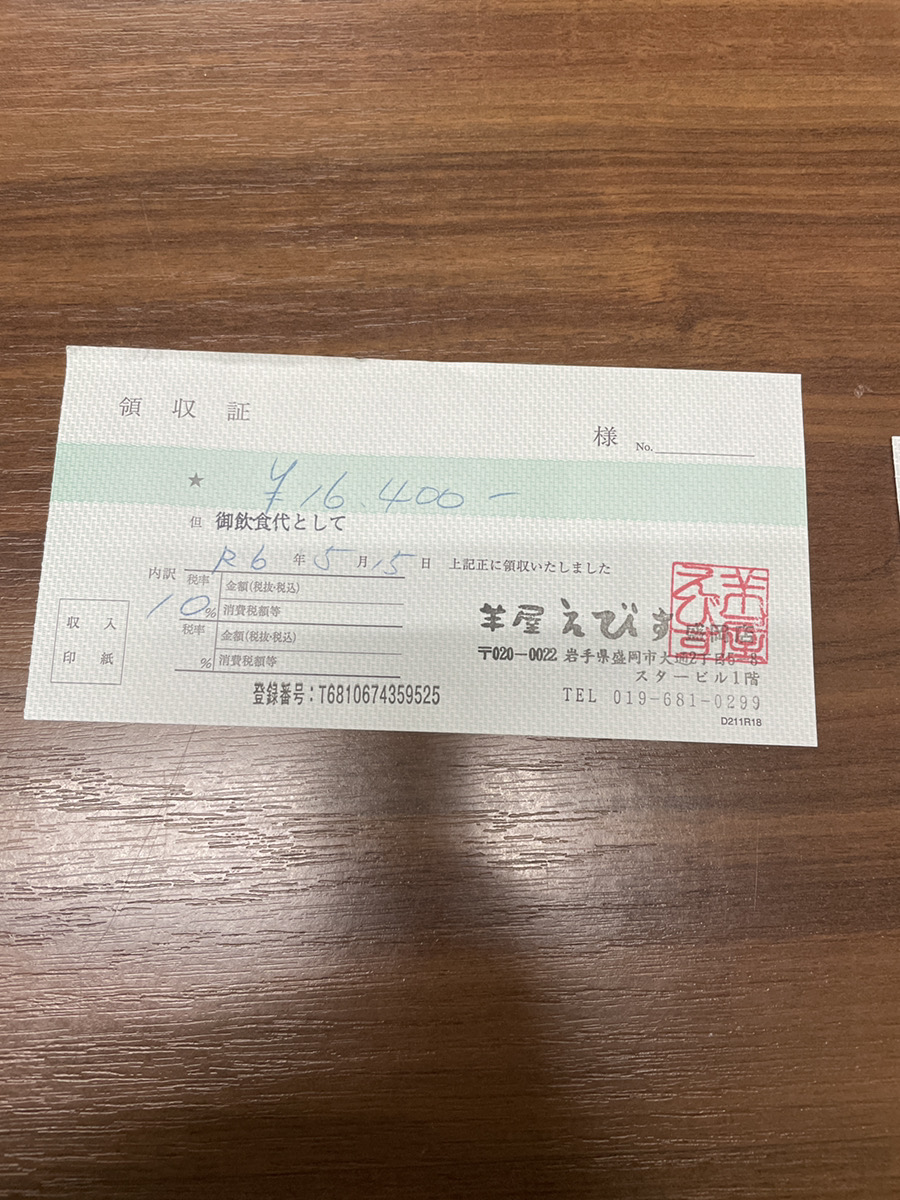 領収証
様 No.
★ ¥16.400-
但 御飲食代として
R6年5月15日 上記正に領収いたしました
内訳 税率 金額(税抜・税込)
10% 消費税額等
税率 金額(税抜・税込)
% 消費税額等
収入
印紙
羊屋えびす 盛岡店
羊屋えびす
〒020-0022 岩手県盛岡市大通2丁目5-8
スタービル1階
登録番号:T6810674359525
TEL 019-681-0299
D211R18